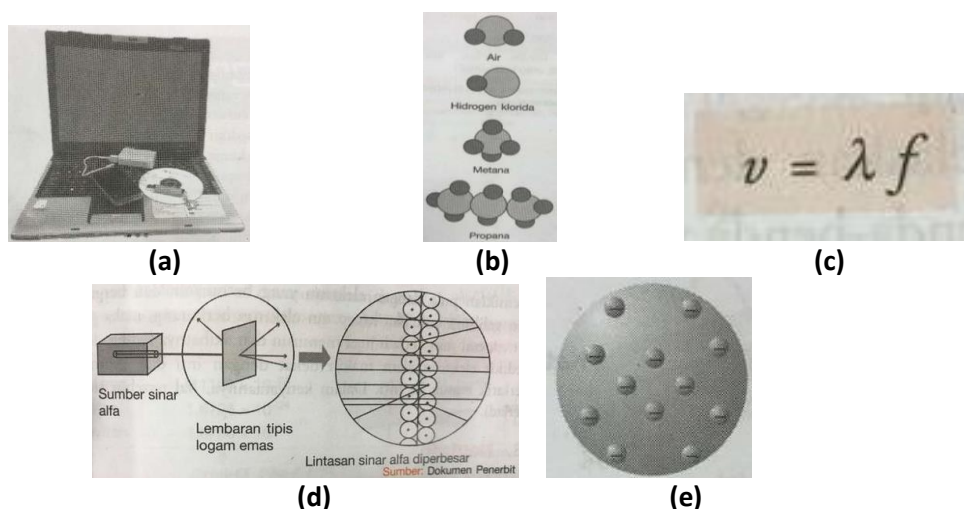 Air
Hidrogen klorida
Metana
Propana
v = λ f
(a)
(b)
(c)
Sumber sinar
alfa
Lembaran tipis
logam emas
Lintasan sinar alfa diperbesar
Sumber: Dokumen Penerbit
(d)
(e)